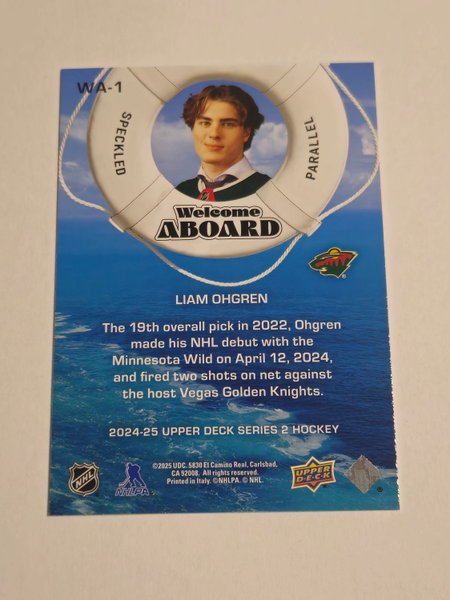 WA-1
SPECKLED
PARALLEL
Welcome
ABOARD
LIAM OHGREN
The 19th overall pick in 2022, Ohgren
made his NHL debut with the
Minnesota Wild on April 12, 2024,
and fired two shots on net against
the host Vegas Golden Knights.
2024-25 UPPER DECK SERIES 2 HOCKEY
©2025 UDC. 5830 El Camino Real, Carlsbad,
CA 92008. All rights reserved.
Printed in Italy. ©NHLPA. © NHL.
NHL
NHLPA
UPPER
D·E·C·K